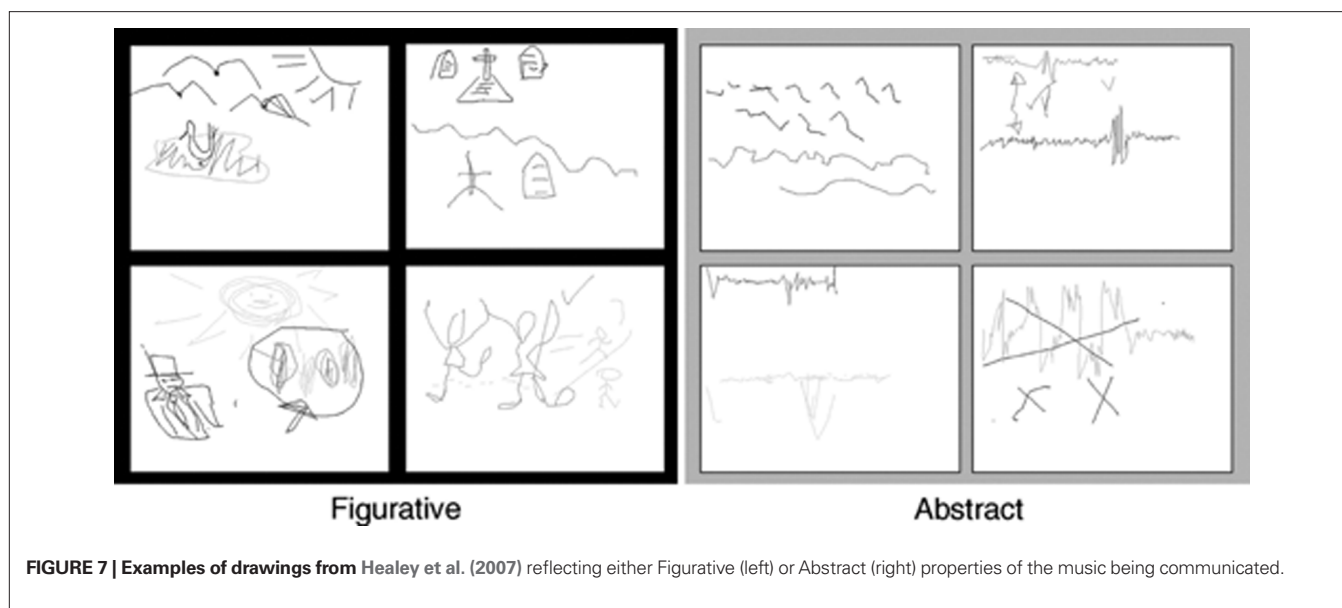 Figurative
Abstract
FIGURE 7 | Examples of drawings from Healey et al. (2007) reflecting either Figurative (left) or Abstract (right) properties of the music being communicated.